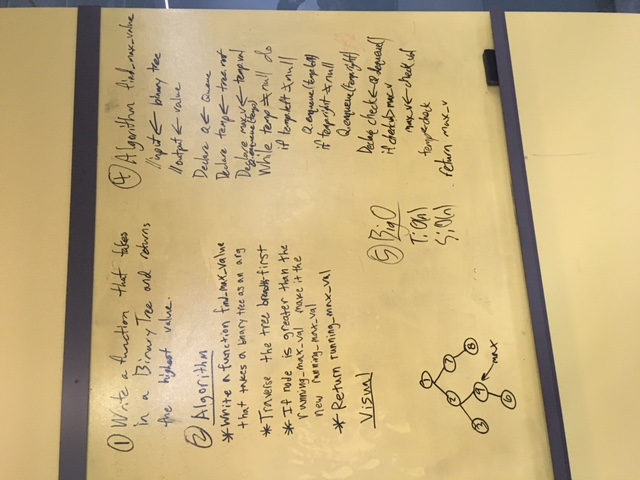 ① Write a function that takes
in a Binary Tree and returns
the highest value.
② Algorithm
* Write a function find_max_value
that takes a binary tree as an arg
* Traverse the tree breadth first
* If node is greater than the
running_max_val make it the
new running_max_val
* Return running_max_val
Visual
1
2 7
3 9 8
max
6
④ Algorithm find_max_value
//input ← binary tree
//output ← value
Declare Q ← Queue
Declare temp ← tree.root
Declare max_v ← temp.val
Q.enqueue(temp)
While temp ≠ null do
if temp.left ≠ null
Q.enqueue(temp.left)
if temp.right ≠ null
Q.enqueue(temp.right)
Declare check ← Q.dequeue()
if check.val > max_v
max_v ← check.val
temp ← check
return max_v
⑤ Big O
T: O(n)
S: O(n)